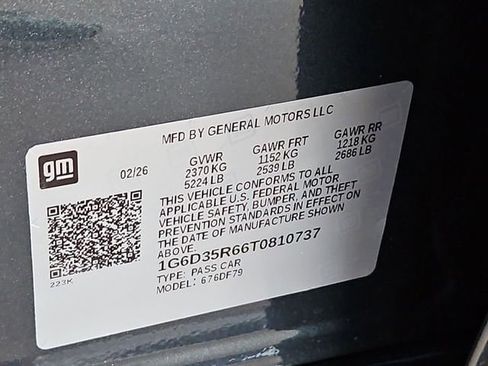 MFD BY GENERAL MOTORS LLC
gm
02/26
GVWR GAWR FRT GAWR RR
2370 KG 1152 KG 1218 KG
5224 LB 2539 LB 2686 LB
THIS VEHICLE CONFORMS TO ALL
APPLICABLE U.S. FEDERAL MOTOR
VEHICLE SAFETY, BUMPER, AND THEFT
PREVENTION STANDARDS IN EFFECT ON
THE DATE OF MANUFACTURE SHOWN
ABOVE.
1G6D35R66T0810737
TYPE: PASS CAR
MODEL: 676DF79
223K